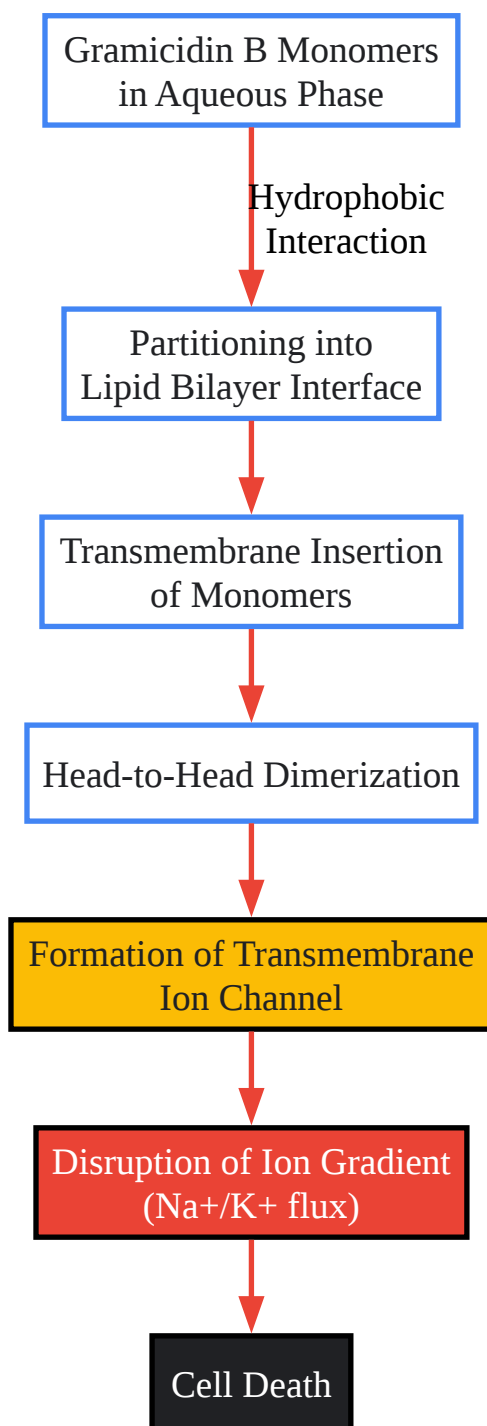 Gramicidin B Monomers
in Aqueous Phase
Hydrophobic
Interaction
Partitioning into
Lipid Bilayer Interface
Transmembrane Insertion
of Monomers
Head-to-Head Dimerization
Formation of Transmembrane
Ion Channel
Disruption of Ion Gradient
(Na+/K+ flux)
Cell Death